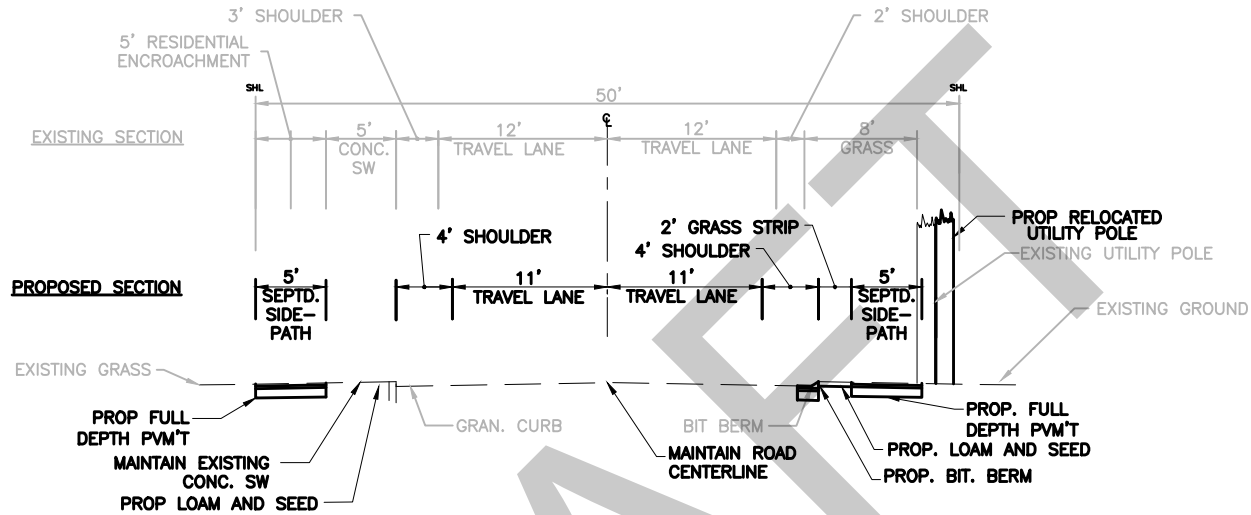 3' SHOULDER
2' SHOULDER
5' RESIDENTIAL
ENCROACHMENT
SHL
SHL
50'
℄
EXISTING SECTION
5'
CONC.
SW
12'
TRAVEL LANE
12'
TRAVEL LANE
8'
GRASS
4' SHOULDER
2' GRASS STRIP
4' SHOULDER
PROP RELOCATED
UTILITY POLE
EXISTING UTILITY POLE
PROPOSED SECTION
5'
SEPTD.
SIDE-
PATH
11'
TRAVEL LANE
11'
TRAVEL LANE
5'
SEPTD.
SIDE-
PATH
EXISTING GROUND
EXISTING GRASS
PROP FULL
DEPTH PVM'T
GRAN. CURB
BIT BERM
PROP. FULL
DEPTH PVM'T
MAINTAIN EXISTING
CONC. SW
MAINTAIN ROAD
CENTERLINE
PROP. LOAM AND SEED
PROP. BIT. BERM
PROP LOAM AND SEED